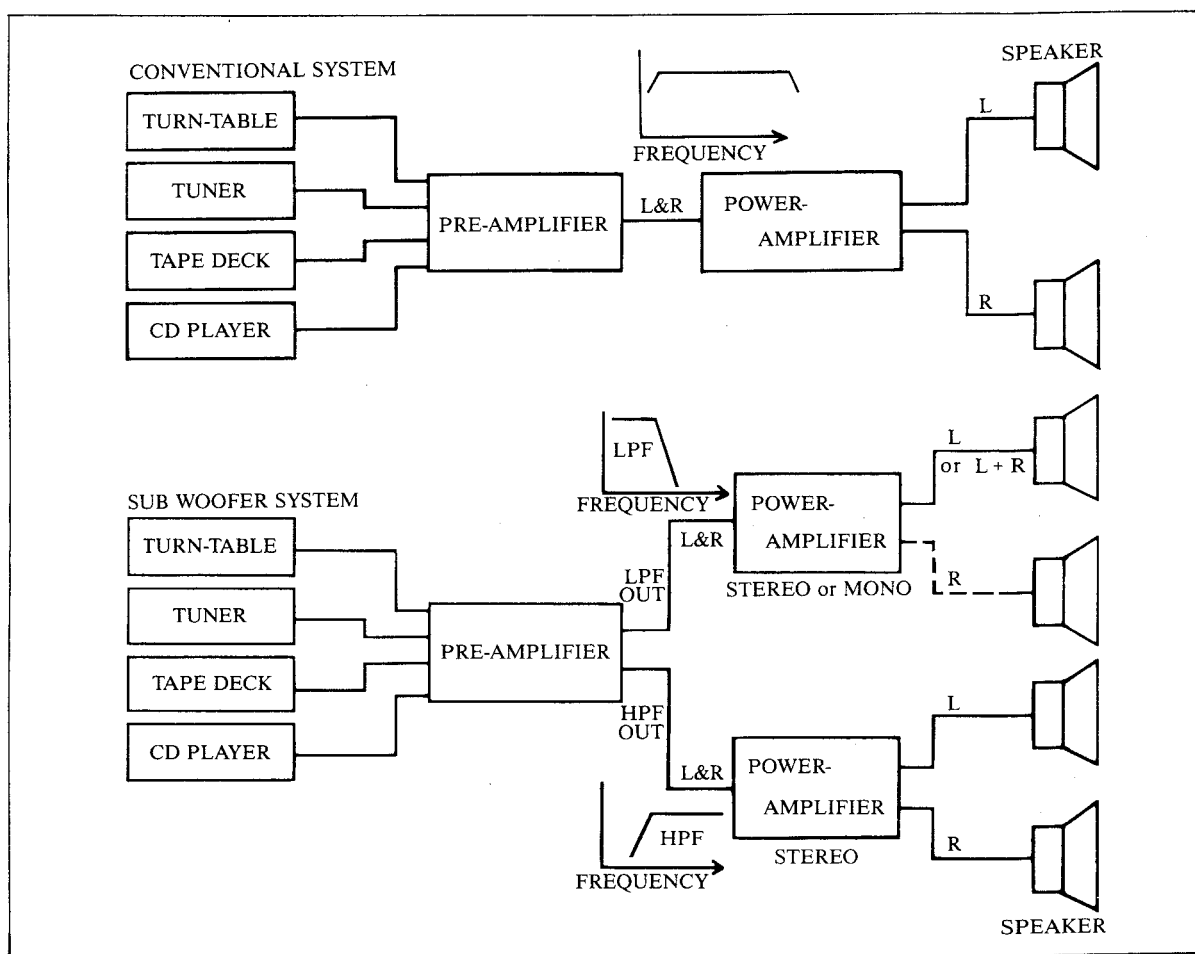 CONVENTIONAL SYSTEM
TURN-TABLE
TUNER
TAPE DECK
CD PLAYER
PRE-AMPLIFIER
L&R
FREQUENCY
POWER-
AMPLIFIER
SPEAKER
L
R
SUB WOOFER SYSTEM
TURN-TABLE
TUNER
TAPE DECK
CD PLAYER
PRE-AMPLIFIER
LPF
FREQUENCY
LPF
OUT
L&R
POWER-
AMPLIFIER
STEREO or MONO
L
or L + R
R
HPF
OUT
L&R
HPF
FREQUENCY
POWER-
AMPLIFIER
STEREO
L
R
SPEAKER